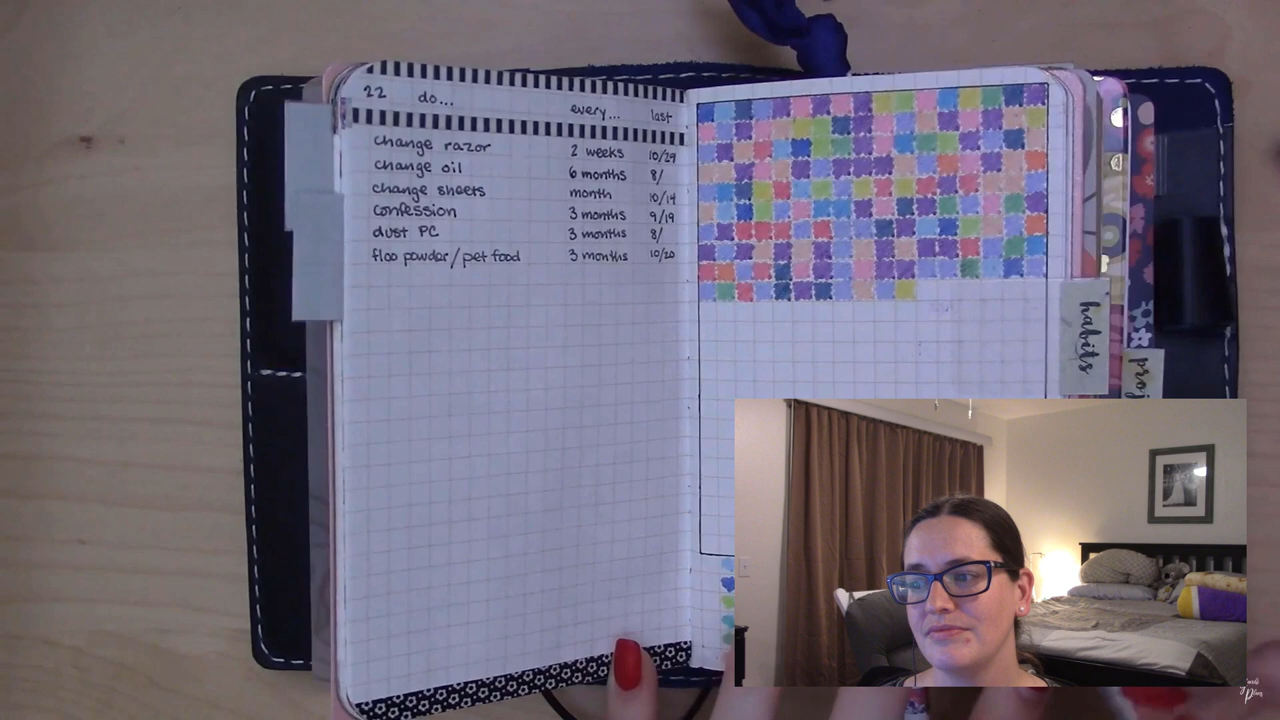 22 do... every... last
change razor 2 weeks 10/29
change oil 6 months 8/
change sheets month 10/14
confession 3 months 9/19
dust PC 3 months 8/
floo powder/pet food 3 months 10/20
habits
proj